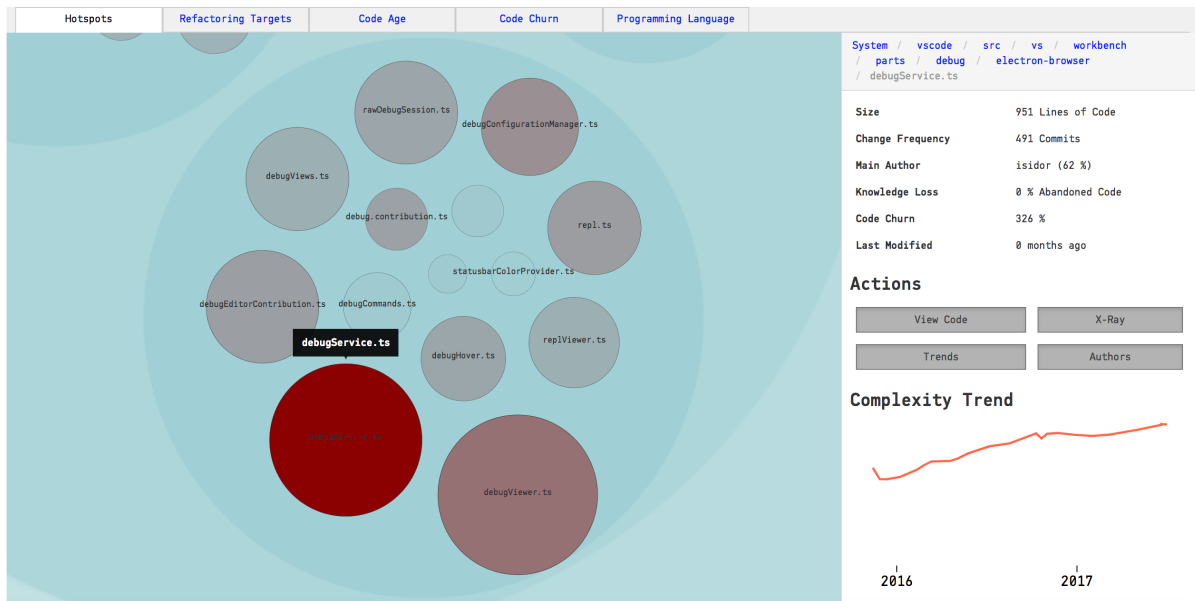 Hotspots
Refactoring Targets
Code Age
Code Churn
Programming Language
rawDebugSession.ts
debugConfigurationManager.ts
debugViews.ts
debug.contribution.ts
repl.ts
statusbarColorProvider.ts
debugEditorContribution.ts
debugCommands.ts
debugService.ts
replViewer.ts
debugHover.ts
debugService.ts
debugViewer.ts
System / vscode / src / vs / workbench
/ parts / debug / electron-browser
/ debugService.ts
Size 951 Lines of Code
Change Frequency 491 Commits
Main Author isidor (62 %)
Knowledge Loss 0 % Abandoned Code
Code Churn 326 %
Last Modified 0 months ago
Actions
View Code X-Ray
Trends Authors
Complexity Trend
2016 2017